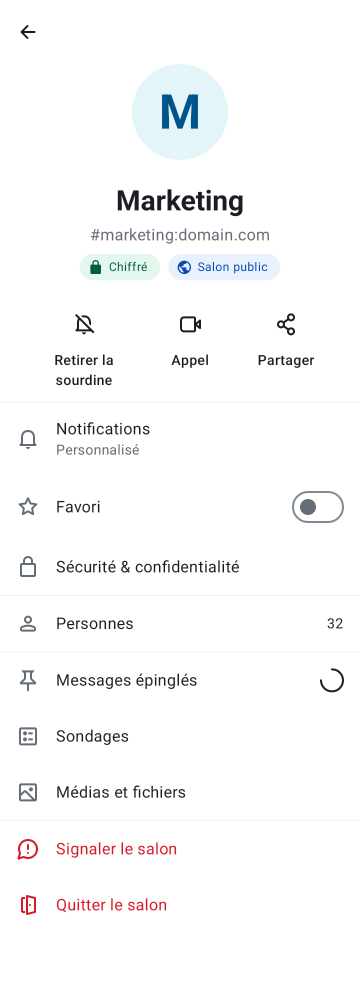 M
Marketing
#marketing:domain.com
Chiffré
Salon public
Retirer la
sourdine
Appel
Partager
Notifications
Personnalisé
Favori
Sécurité & confidentialité
Personnes
32
Messages épinglés
Sondages
Médias et fichiers
Signaler le salon
Quitter le salon